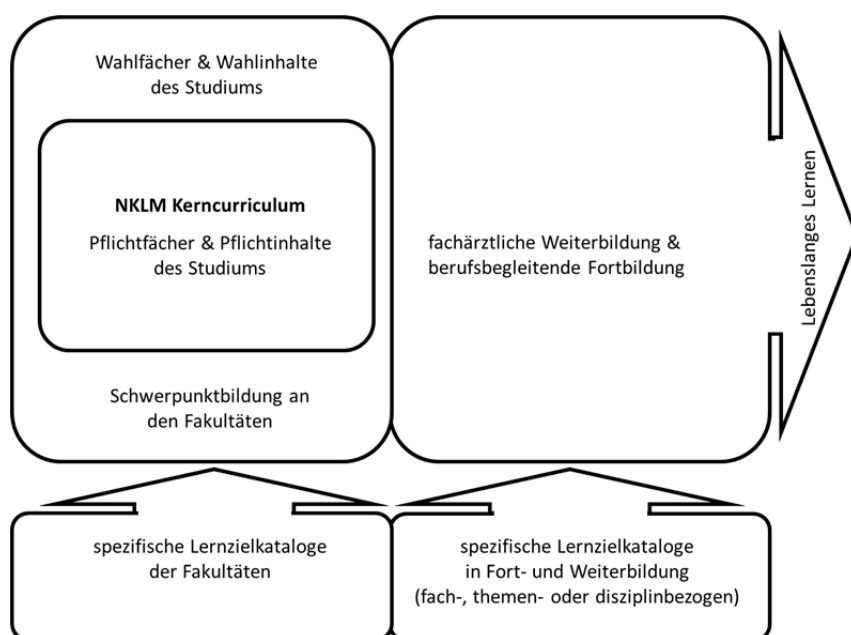 Wahlfächer & Wahlinhalte
des Studiums
NKLM Kerncurriculum
Pflichtfächer & Pflichtinhalte
des Studiums
Schwerpunktbildung an
den Fakultäten
fachärztliche Weiterbildung &
berufsbegleitende Fortbildung
Lebenslanges Lernen
spezifische Lernzielkataloge
der Fakultäten
spezifische Lernzielkataloge
in Fort- und Weiterbildung
(fach-, themen- oder disziplinbezogen)